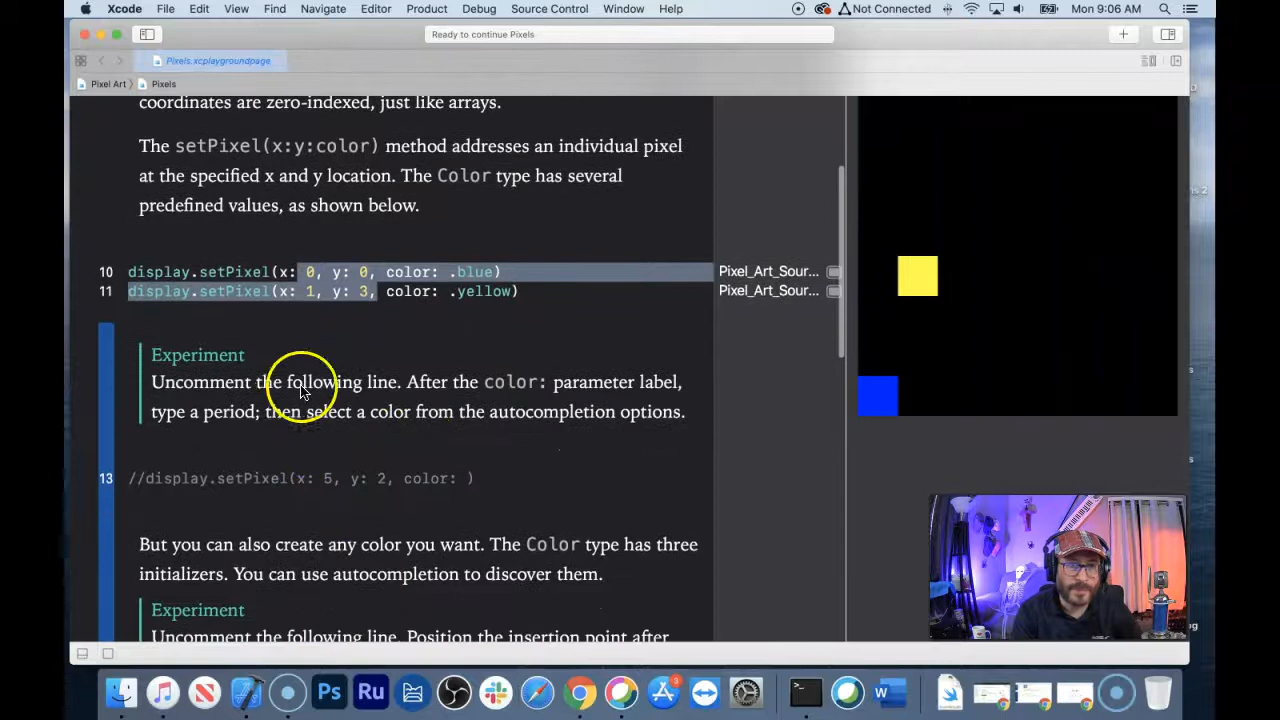 Xcode File Edit View Find Navigate Editor Product Debug Source Control Window Help Not Connected Mon 9:06 AM
Ready to continue Pixels
Pixels.xcplaygroundpage
Pixel Art Pixels
coordinates are zero-indexed, just like arrays.
The setPixel(x:y:color) method addresses an individual pixel
at the specified x and y location. The Color type has several
predefined values, as shown below.
10 display.setPixel(x: 0, y: 0, color: .blue) Pixel_Art_Sour...
11 display.setPixel(x: 1, y: 3, color: .yellow) Pixel_Art_Sour...
Experiment
Uncomment the following line. After the color: parameter label,
type a period; then select a color from the autocompletion options.
13 //display.setPixel(x: 5, y: 2, color: )
But you can also create any color you want. The Color type has three
initializers. You can use autocompletion to discover them.
Experiment
Uncomment the following line. Position the insertion point after
Ps Ru 3 W